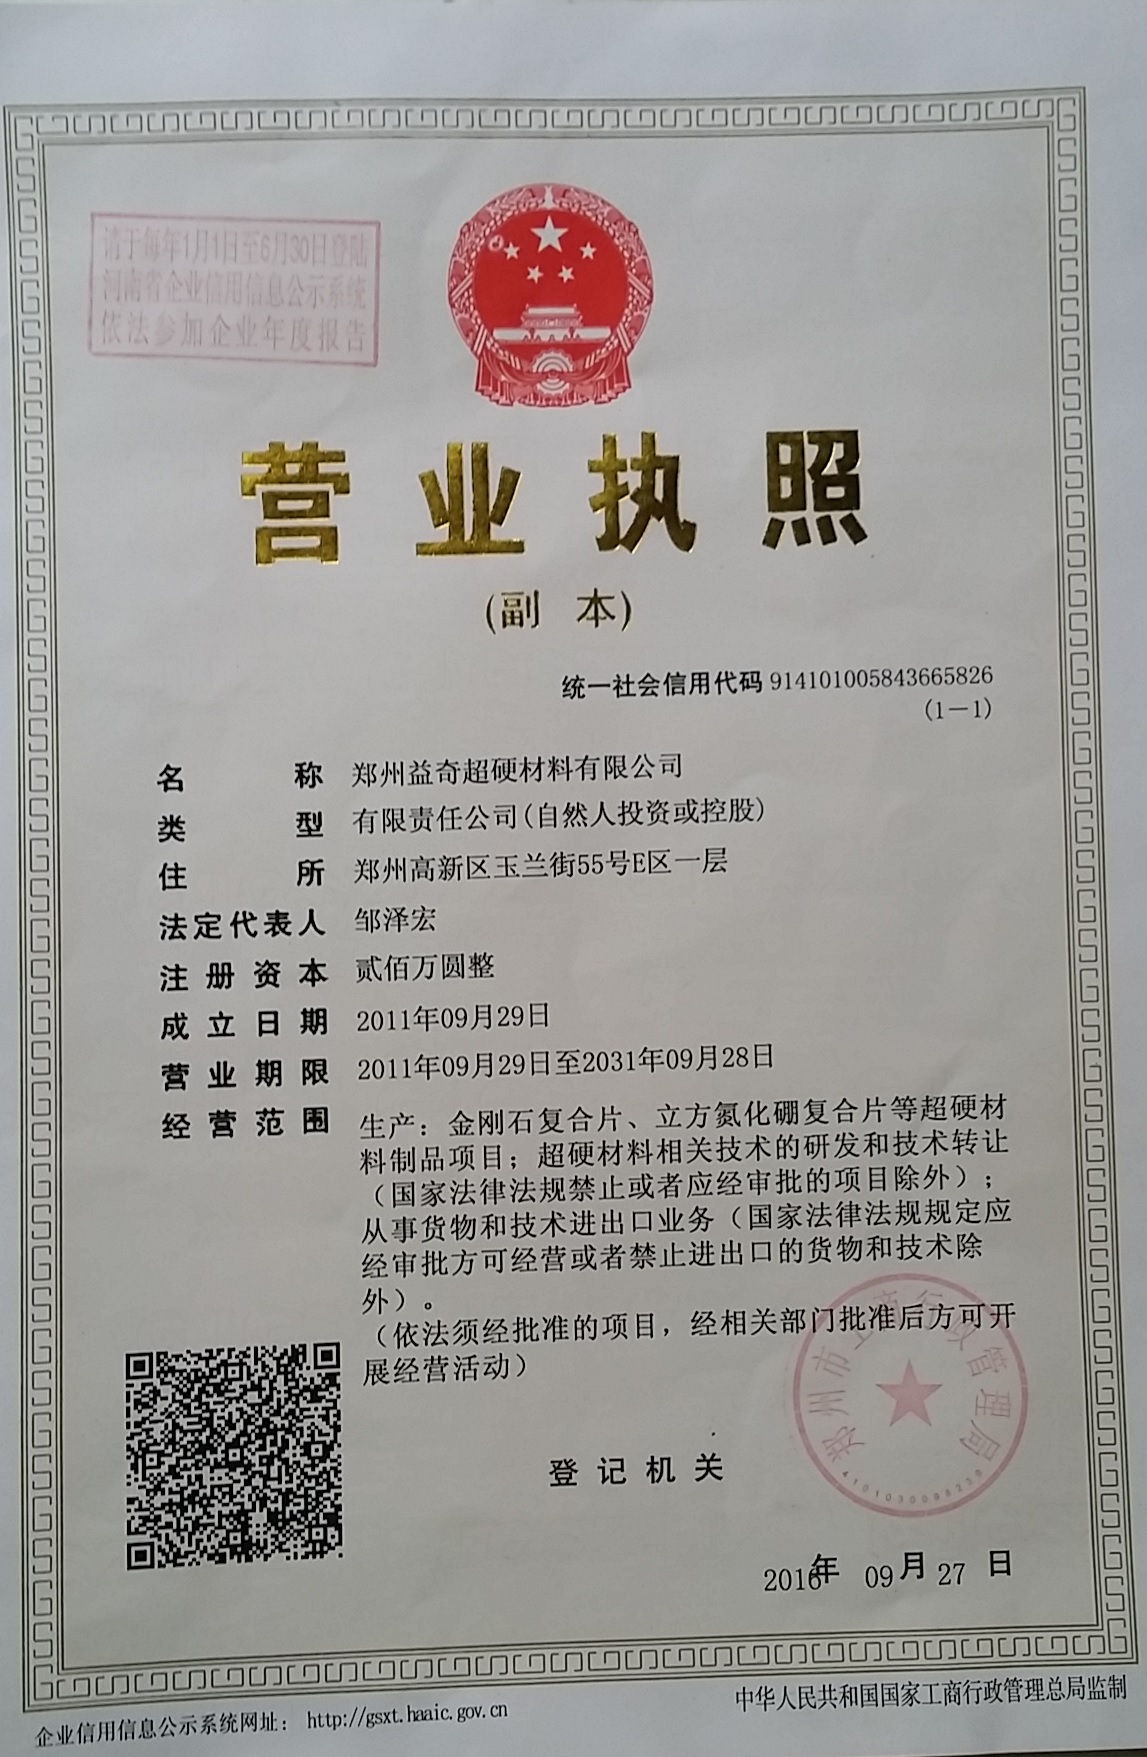 请于每年1月1日至6月30日登陆
河南省企业信用信息公示系统
依法参加企业年度报告
营业执照
(副 本)
统一社会信用代码 914101005843665826
(1-1)
名 称 郑州益奇超硬材料有限公司
类 型 有限责任公司(自然人投资或控股)
住 所 郑州高新区玉兰街55号E区一层
法定代表人 邹泽宏
注册资本 贰佰万圆整
成立日期 2011年09月29日
营业期限 2011年09月29日至2031年09月28日
经营范围 生产：金刚石复合片、立方氮化硼复合片等超硬材
料制品项目；超硬材料相关技术的研发和技术转让
（国家法律法规禁止或者应经审批的项目除外）；
从事货物和技术进出口业务（国家法律法规规定应
经审批方可经营或者禁止进出口的货物和技术除
外）。
（依法须经批准的项目，经相关部门批准后方可开
展经营活动）
郑州市工商行政管理局
登记机关
2016年 09月27日
企业信用信息公示系统网址： http://gsxt.haaic.gov.cn
中华人民共和国国家工商行政管理总局监制